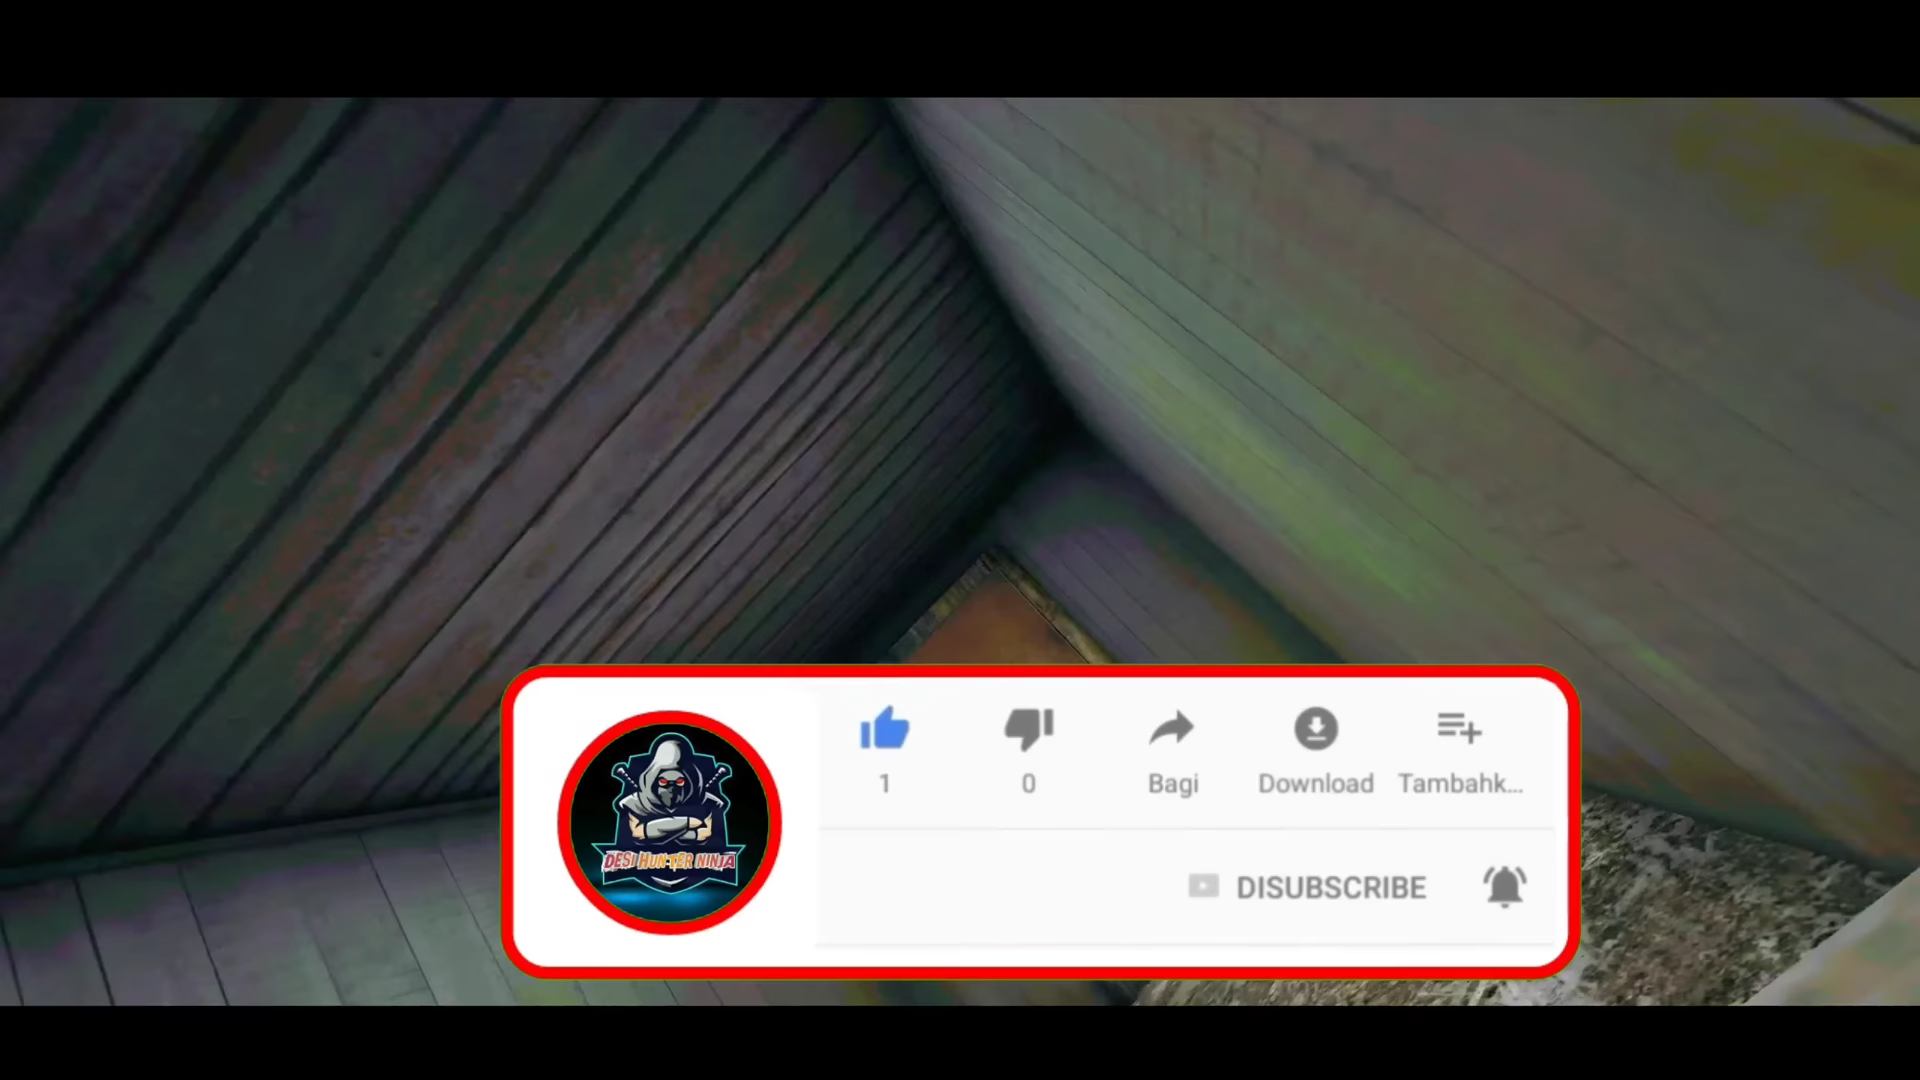 1
0
Bagi
Download
Tambahk...
DESI HUNTER NINJA
DISUBSCRIBE